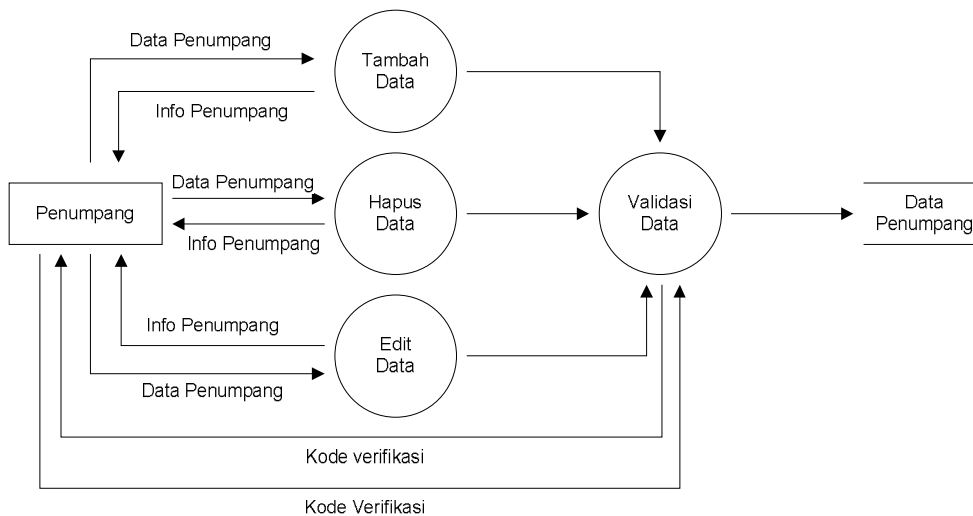 Data Penumpang
Tambah
Data
Info Penumpang
Data Penumpang
Penumpang
Hapus
Data
Validasi
Data
Data
Penumpang
Info Penumpang
Info Penumpang
Edit
Data
Data Penumpang
Kode verifikasi
Kode Verifikasi